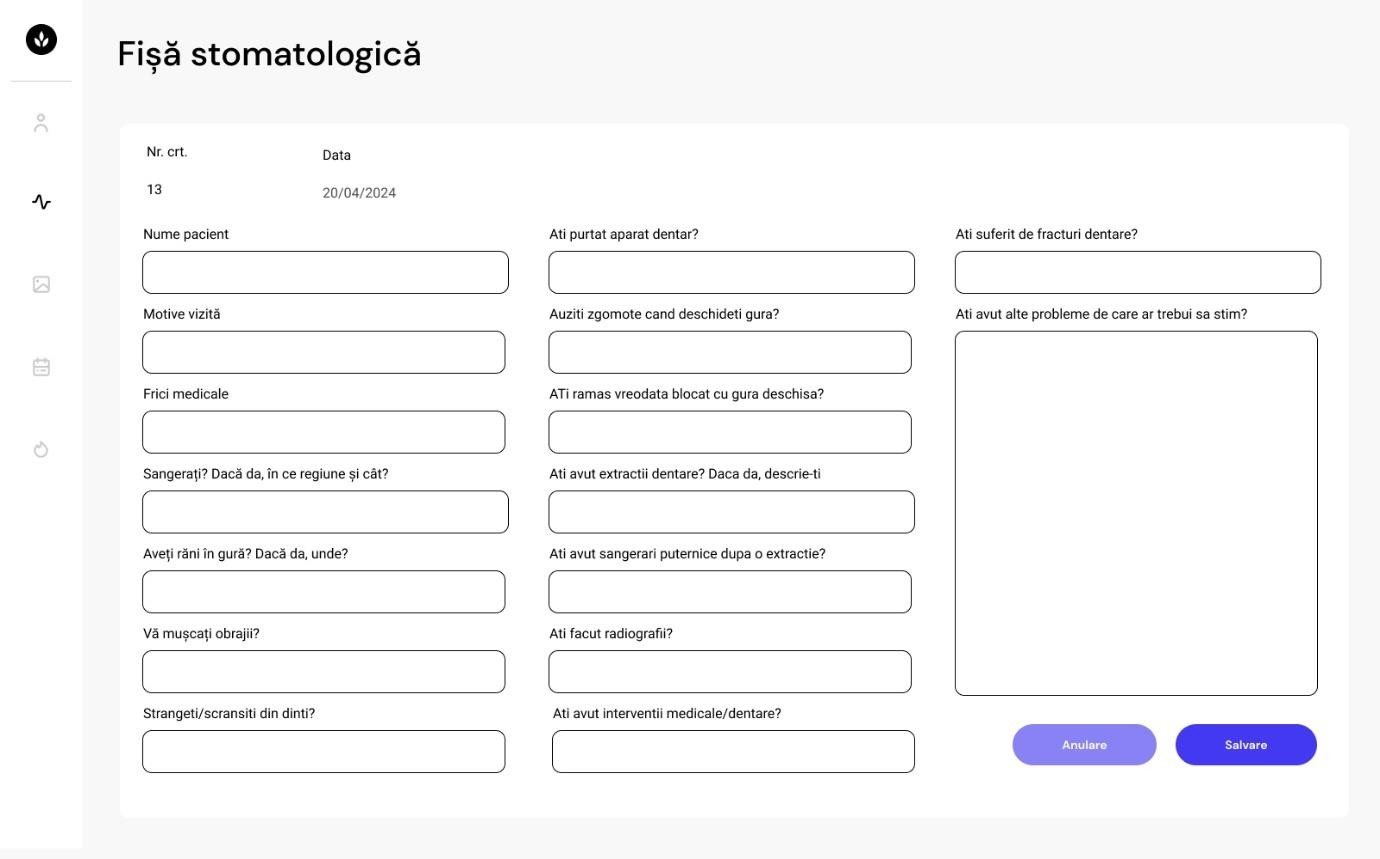 Fișă stomatologică
Nr. crt.
Data
13
20/04/2024
Nume pacient
Motive vizită
Frici medicale
Sangerați? Dacă da, în ce regiune și cât?
Aveți răni în gură? Dacă da, unde?
Vă mușcați obrajii?
Strangeti/scransiti din dinti?
Ati purtat aparat dentar?
Auziti zgomote cand deschideti gura?
ATi ramas vreodata blocat cu gura deschisa?
Ati avut extractii dentare? Daca da, descrie-ti
Ati avut sangerari puternice dupa o extractie?
Ati facut radiografii?
Ati avut interventii medicale/dentare?
Ati suferit de fracturi dentare?
Ati avut alte probleme de care ar trebui sa stim?
Anulare
Salvare